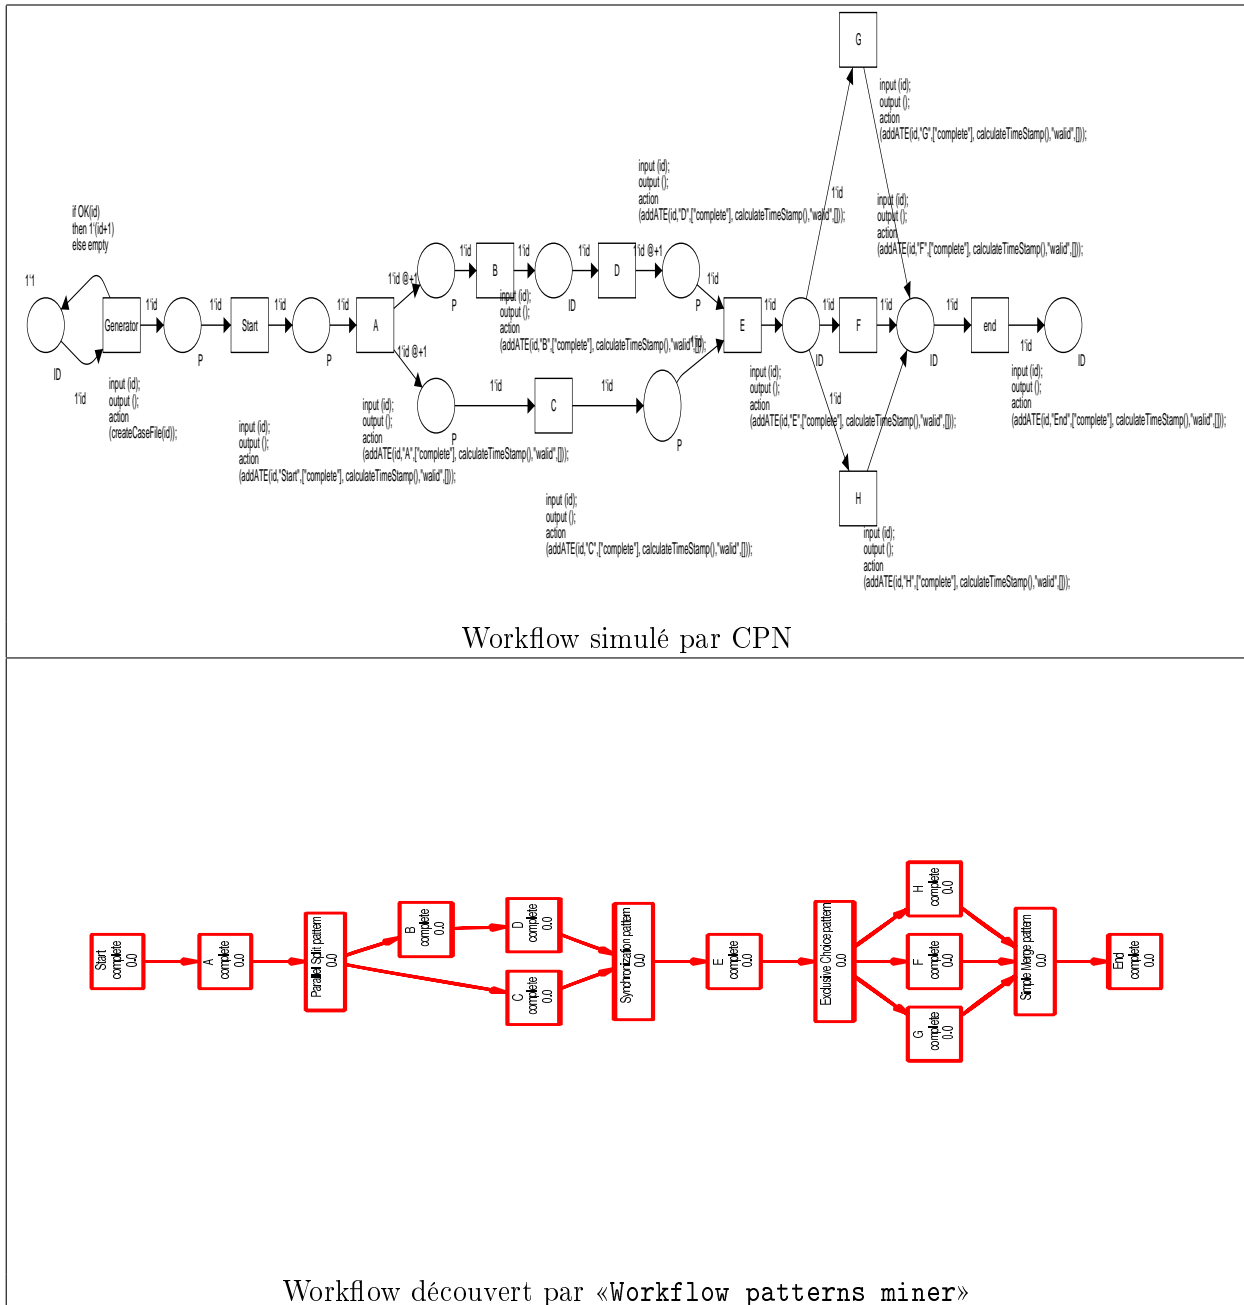 G
input (id);
output ();
action
(addATE(id,"G",["complete"], calculateTimeStamp(),"walid",[]));
input (id);
output ();
action
(addATE(id,"D",["complete"], calculateTimeStamp(),"walid",[]));
1'id
input (id);
output ();
action
(addATE(id,"F",["complete"], calculateTimeStamp(),"walid",[]));
if OK(id)
then 1'(id+1)
else empty
1'1
Generator
ID
1'id
1'id
P
1'id
Start
1'id
P
1'id
A
1'id @+1
1'id @+1
P
1'id
B
1'id
ID
1'id
D
1'id @+1
P
1'id
input (id);
output ();
action
(addATE(id,"B",["complete"], calculateTimeStamp(),"walid",[]));
P
1'id
C
1'id
P
1'id
E
1'id
ID
1'id
F
1'id
ID
1'id
end
1'id
ID
1'id
H
input (id);
output ();
action
(createCaseFile(id));
input (id);
output ();
action
(addATE(id,"Start",["complete"], calculateTimeStamp(),"walid",[]));
input (id);
output ();
action
(addATE(id,"A",["complete"], calculateTimeStamp(),"walid",[]));
input (id);
output ();
action
(addATE(id,"E",["complete"], calculateTimeStamp(),"walid",[]));
input (id);
output ();
action
(addATE(id,"End",["complete"], calculateTimeStamp(),"walid",[]));
input (id);
output ();
action
(addATE(id,"C",["complete"], calculateTimeStamp(),"walid",[]));
input (id);
output ();
action
(addATE(id,"H",["complete"], calculateTimeStamp(),"walid",[]));
Workflow simulé par CPN
Start
complete
0.0
A
complete
0.0
Parallel Split pattern
0.0
B
complete
0.0
C
complete
0.0
D
complete
0.0
Synchronization pattern
0.0
E
complete
0.0
Exclusive Choice pattern
0.0
H
complete
0.0
F
complete
0.0
G
complete
0.0
Simple Merge pattern
0.0
End
complete
0.0
Workflow découvert par «Workflow patterns miner»